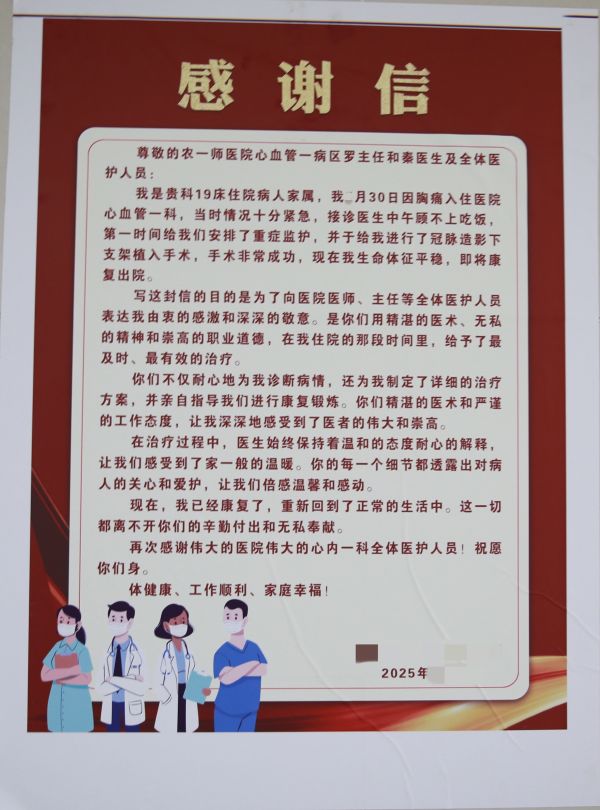 感谢信
尊敬的农一师医院心血管一病区罗主任和秦医生及全体医
护人员：
我是贵科19床住院病人家属，我 月30日因胸痛入住医院
心血管一科，当时情况十分紧急，接诊医生中午顾不上吃饭，
第一时间给我们安排了重症监护，并于给我进行了冠脉造影下
支架植入手术，手术非常成功，现在我生命体征平稳，即将康
复出院。
写这封信的目的是为了向医院医师、主任等全体医护人员
表达我由衷的感激和深深的敬意。是你们用精湛的医术、无私
的精神和崇高的职业道德，在我住院的那段时间里，给予了最
及时、最有效的治疗。
你们不仅耐心地为我诊断病情，还为我制定了详细的治疗
方案，并亲自指导我们进行康复锻炼。你们精湛的医术和严谨
的工作态度，让我深深地感受到了医者的伟大和崇高。
在治疗过程中，医生始终保持着温和的态度耐心的解释，
让我们感受到了家一般的温暖。你的每一个细节都透露出对病
人的关心和爱护，让我们倍感温馨和感动。
现在，我已经康复了，重新回到了正常的生活中。这一切
都离不开你们的辛勤付出和无私奉献。
再次感谢伟大的医院伟大的心内一科全体医护人员！祝愿
你们身。
体健康、工作顺利、家庭幸福！
2025年